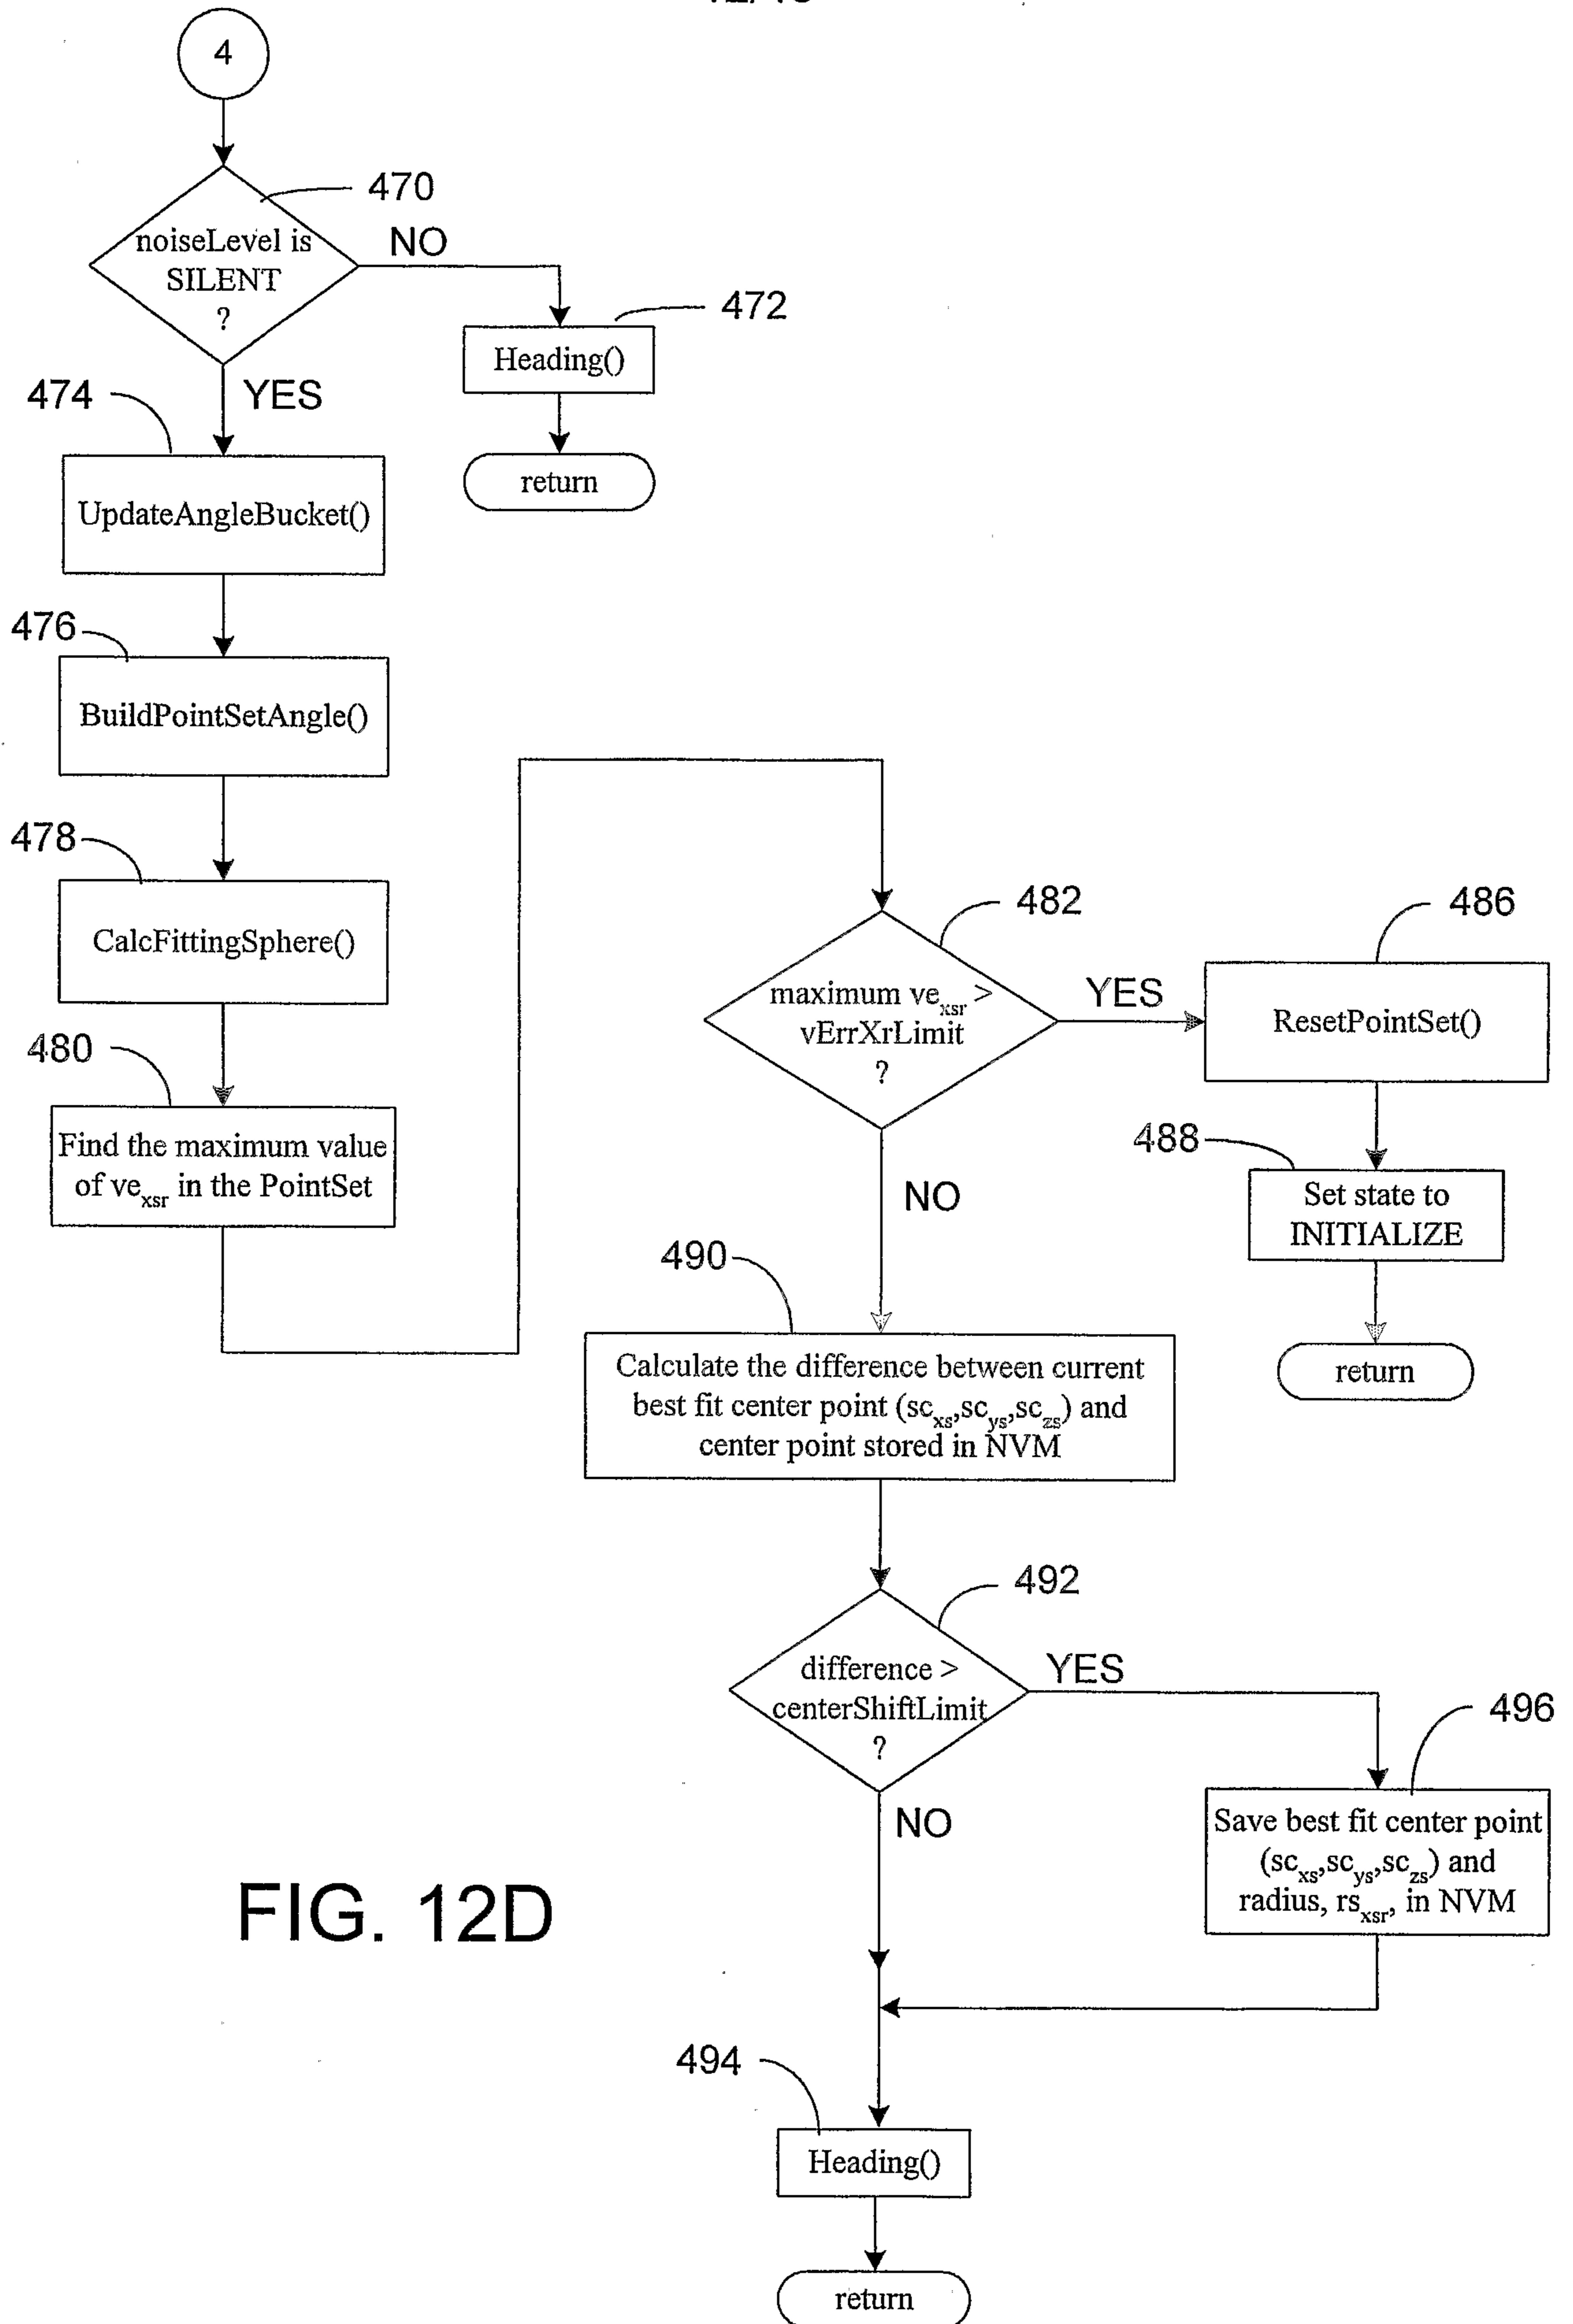 4
470
noiseLevel is
SILENT
?
NO
472
Heading()
return
YES
474
UpdateAngleBucket()
476
BuildPointSetAngle()
478
CalcFittingSphere()
480
Find the maximum value
of ve_xsr in the PointSet
482
maximum ve_xsr >
vErrXrLimit
?
YES
486
ResetPointSet()
488
Set state to
INITIALIZE
return
NO
490
Calculate the difference between current
best fit center point (sc_xs,sc_ys,sc_zs) and
center point stored in NVM
492
difference >
centerShiftLimit
?
YES
496
Save best fit center point
(sc_xs,sc_ys,sc_zs) and
radius, rs_xsr, in NVM
NO
FIG. 12D
494
Heading()
return